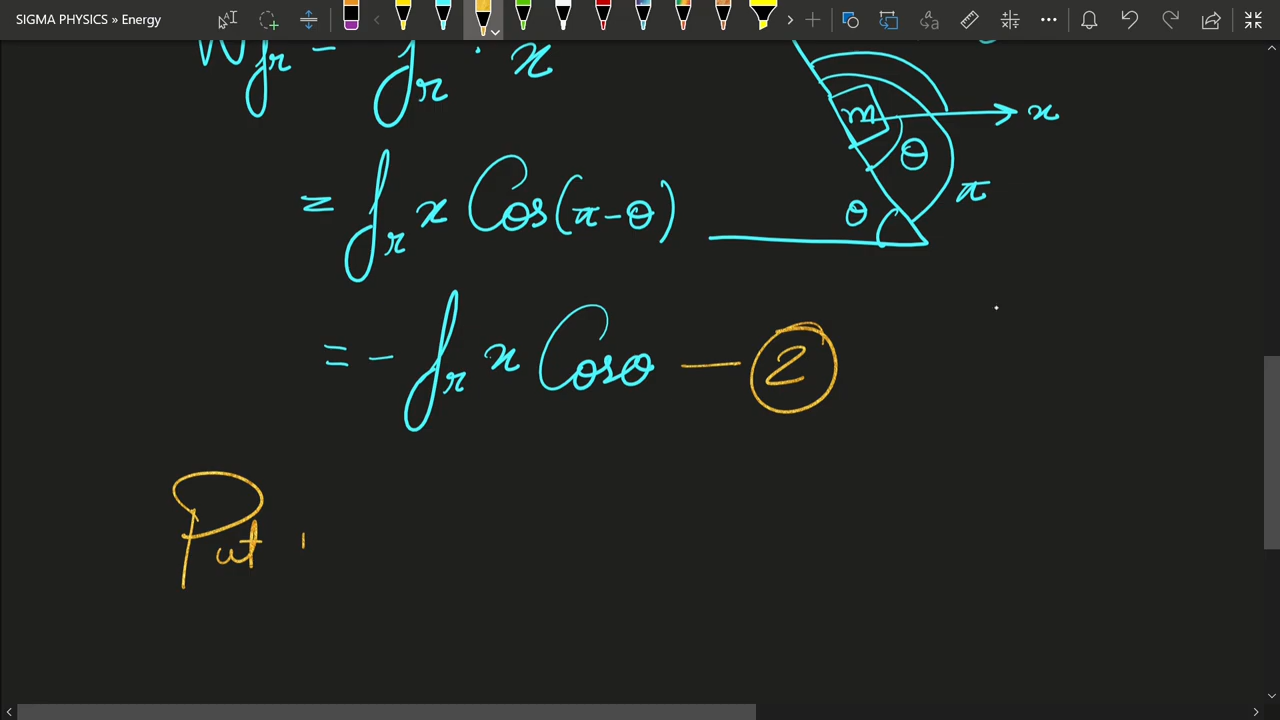 SIGMA PHYSICS » Energy
W_fr = f_r · x
= f_r x Cos(π-θ)
= - f_r x Cosθ — ②
m
x
θ
θ
π
Put